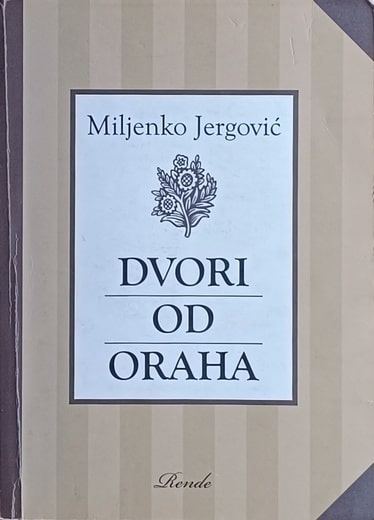 Miljenko Jergović
DVORI
OD
ORAHA
Rende